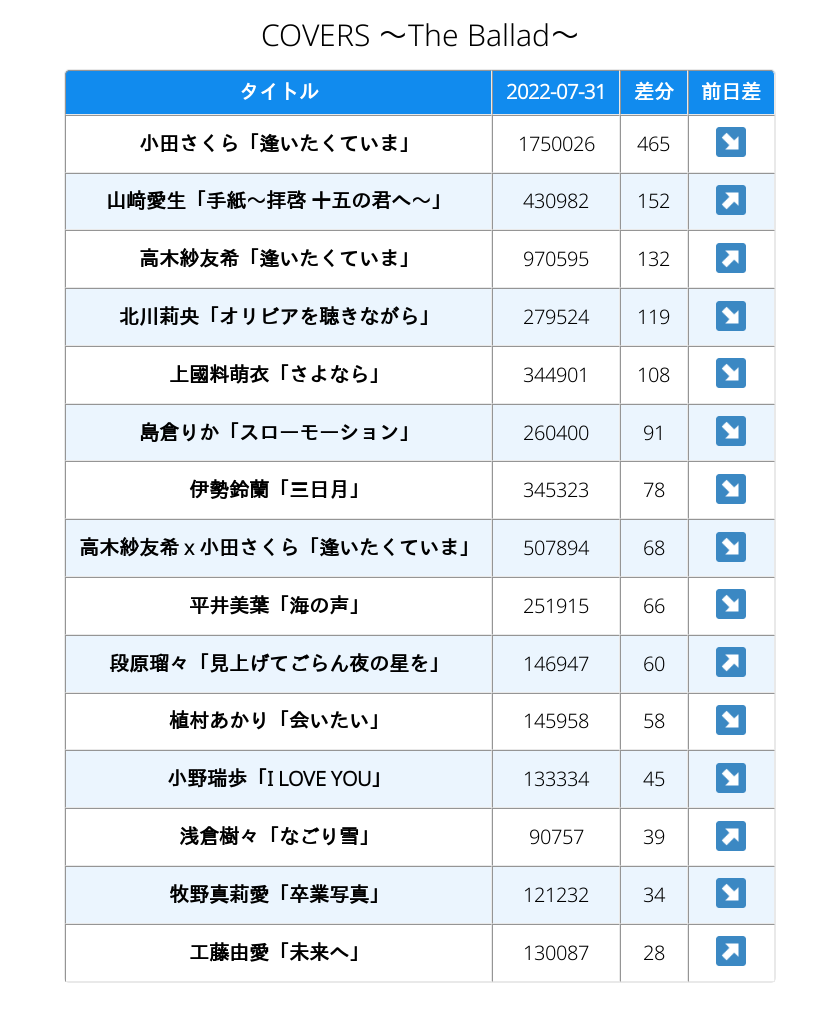 COVERS ～The Ballad～
タイトル 2022-07-31 差分 前日差
小田さくら「逢いたくていま」 1750026 465 ↘
山﨑愛生「手紙～拝啓 十五の君へ～」 430982 152 ↗
高木紗友希「逢いたくていま」 970595 132 ↗
北川莉央「オリビアを聴きながら」 279524 119 ↘
上國料萌衣「さよなら」 344901 108 ↘
島倉りか「スローモーション」 260400 91 ↘
伊勢鈴蘭「三日月」 345323 78 ↘
高木紗友希 x 小田さくら「逢いたくていま」 507894 68 ↘
平井美葉「海の声」 251915 66 ↘
段原瑠々「見上げてごらん夜の星を」 146947 60 ↗
植村あかり「会いたい」 145958 58 ↘
小野瑞歩「I LOVE YOU」 133334 45 ↘
浅倉樹々「なごり雪」 90757 39 ↗
牧野真莉愛「卒業写真」 121232 34 ↘
工藤由愛「未来へ」 130087 28 ↗